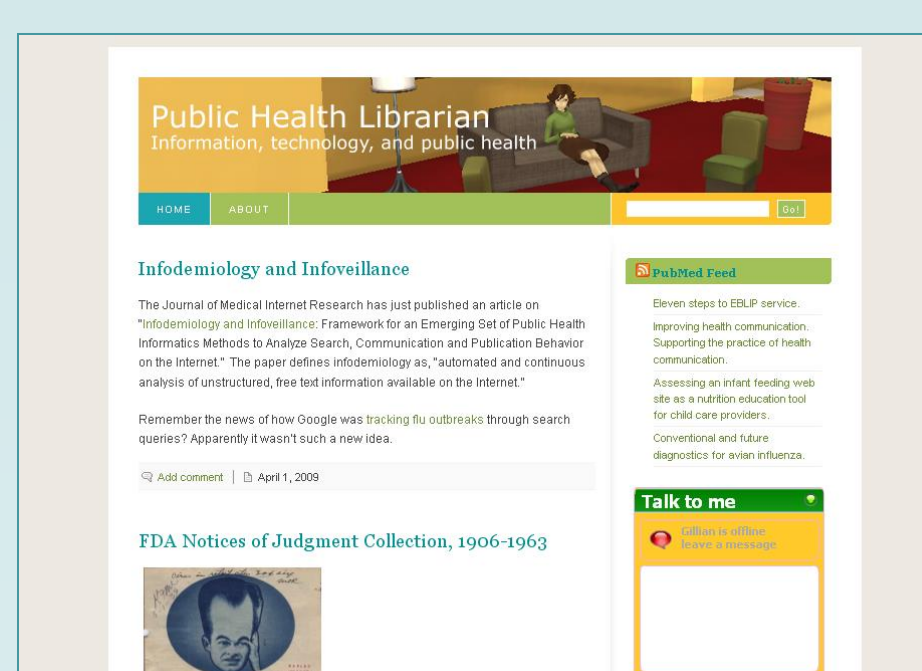 Public Health Librarian
Information, technology, and public health
HOME ABOUT Go!
Infodemiology and Infoveillance
The Journal of Medical Internet Research has just published an article on
"Infodemiology and Infoveillance: Framework for an Emerging Set of Public Health
Informatics Methods to Analyze Search, Communication and Publication Behavior
on the Internet." The paper defines infodemiology as, "automated and continuous
analysis of unstructured, free text information available on the Internet."
Remember the news of how Google was tracking flu outbreaks through search
queries? Apparently it wasn't such a new idea.
Add comment April 1, 2009
FDA Notices of Judgment Collection, 1906-1963
PubMed Feed
Eleven steps to EBLIP service.
Improving health communication.
Supporting the practice of health
communication.
Assessing an infant feeding web
site as a nutrition education tool
for child care providers.
Conventional and future
diagnostics for avian influenza.
Talk to me
Gillian is offline
leave a message